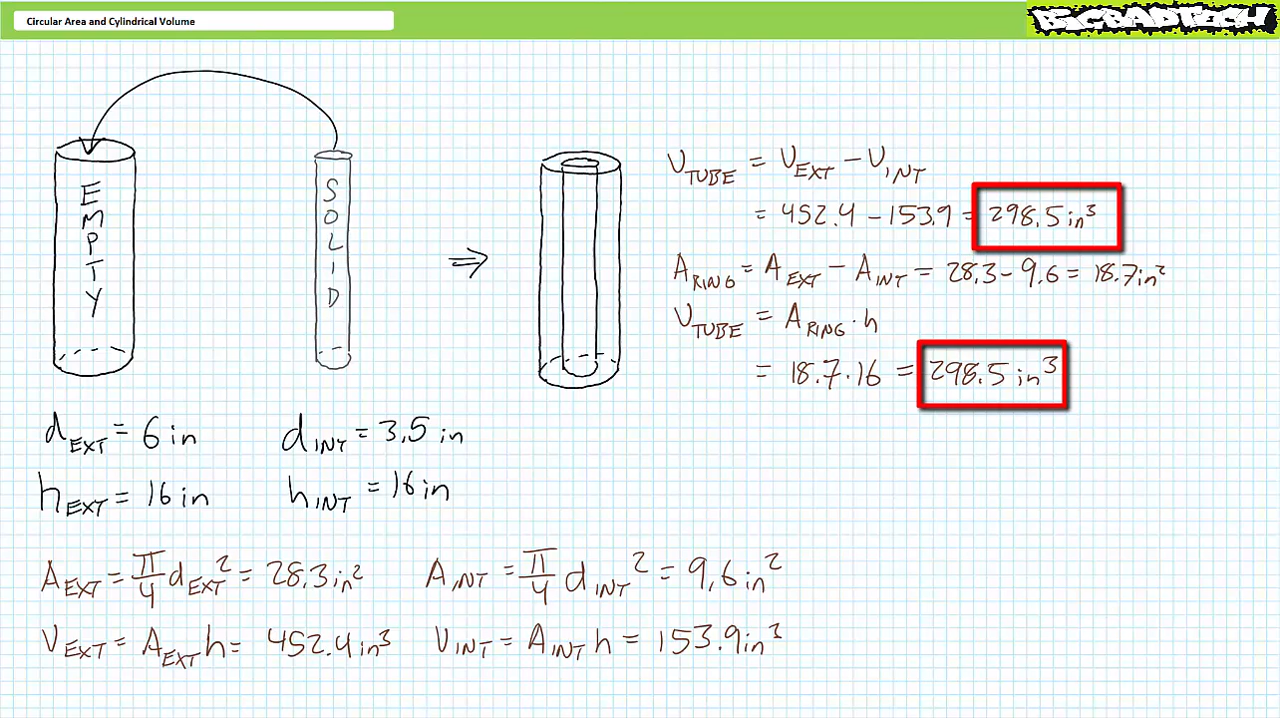 Circular Area and Cylindrical Volume
BIGBADTECH
EMPTY
SOLID
⇒
d_EXT = 6 in
d_INT = 3.5 in
h_EXT = 16 in
h_INT = 16 in
A_EXT = π/4 d_EXT² = 28.3 in²
A_INT = π/4 d_INT² = 9.6 in²
V_EXT = A_EXT h = 452.4 in³
V_INT = A_INT h = 153.9 in³
V_TUBE = V_EXT − V_INT
= 452.4 − 153.9 = 298.5 in³
A_RING = A_EXT − A_INT = 28.3 − 9.6 = 18.7 in²
V_TUBE = A_RING · h
= 18.7 · 16 = 298.5 in³